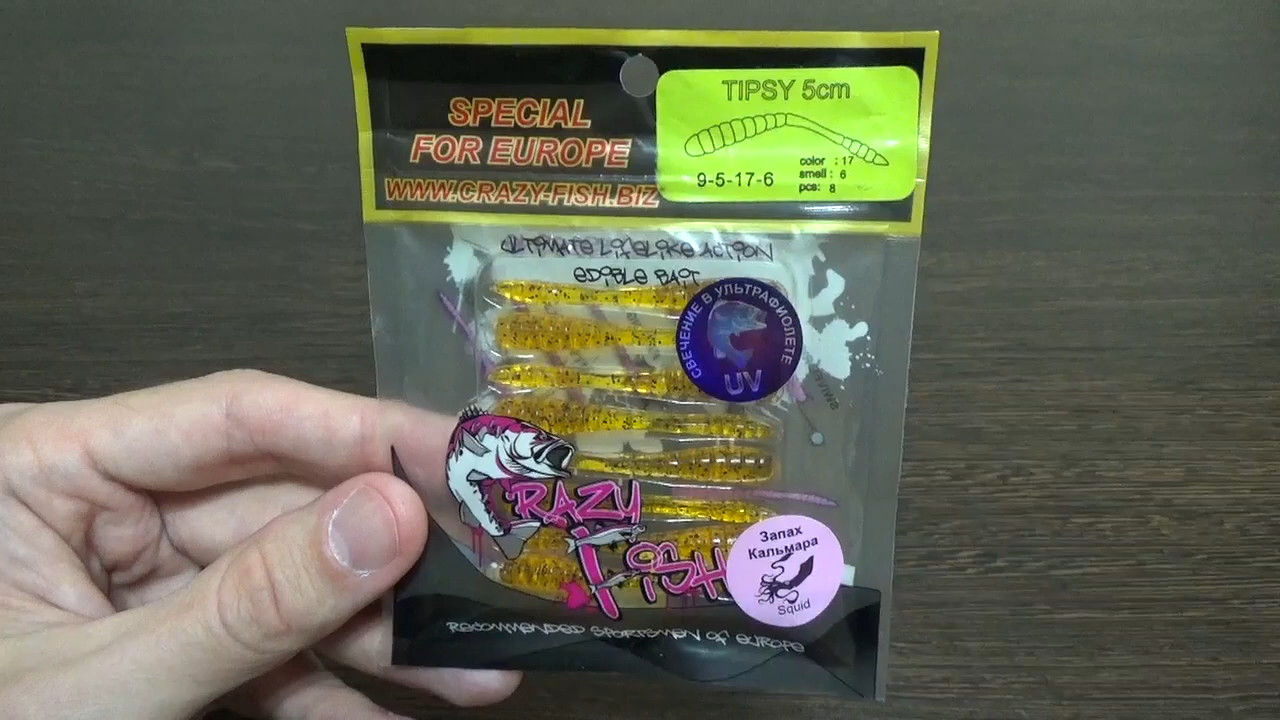 SPECIAL
FOR EUROPE
WWW.CRAZY-FISH.BIZ
TIPSY 5cm
9-5-17-6
color : 17
smell : 6
pcs: 8
ULTIMATE LIFELIKE ACTION
EDIBLE BAIT
СВЕЧЕНИЕ В УЛЬТРАФИОЛЕТЕ
UV
CRAZY
FISH
Запах
Кальмара
Squid
RECOMMENDED SPORTSMEN OF EUROPE